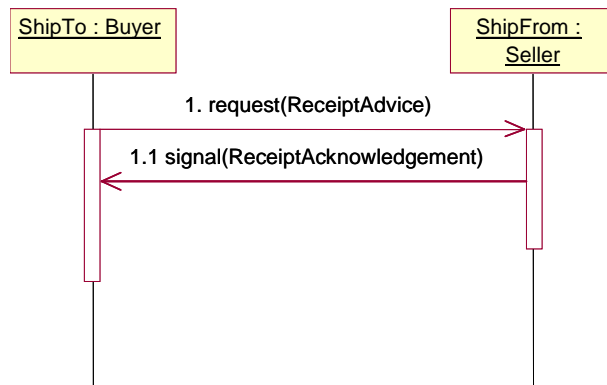 ShipTo : Buyer
ShipFrom :
Seller
1. request(ReceiptAdvice)
1.1 signal(ReceiptAcknowledgement)